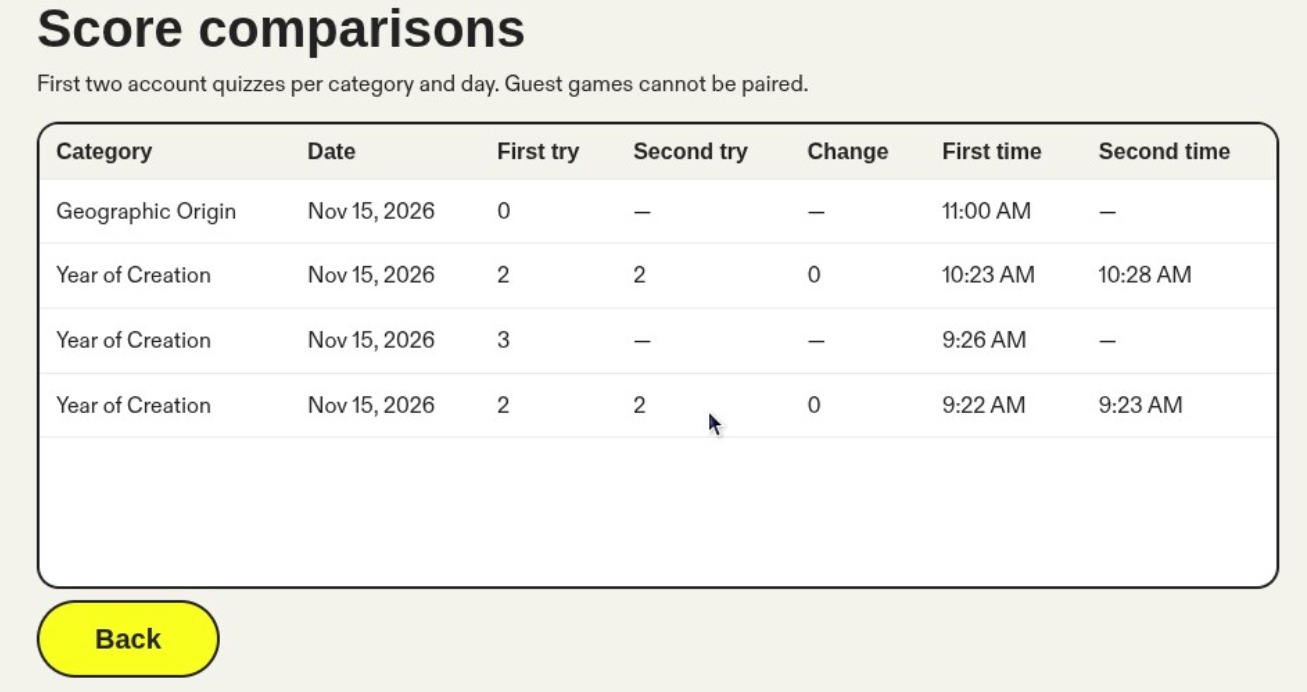 Score comparisons
First two account quizzes per category and day. Guest games cannot be paired.
Category Date First try Second try Change First time Second time
Geographic Origin Nov 15, 2026 0 — — 11:00 AM —
Year of Creation Nov 15, 2026 2 2 0 10:23 AM 10:28 AM
Year of Creation Nov 15, 2026 3 — — 9:26 AM —
Year of Creation Nov 15, 2026 2 2 0 9:22 AM 9:23 AM
Back